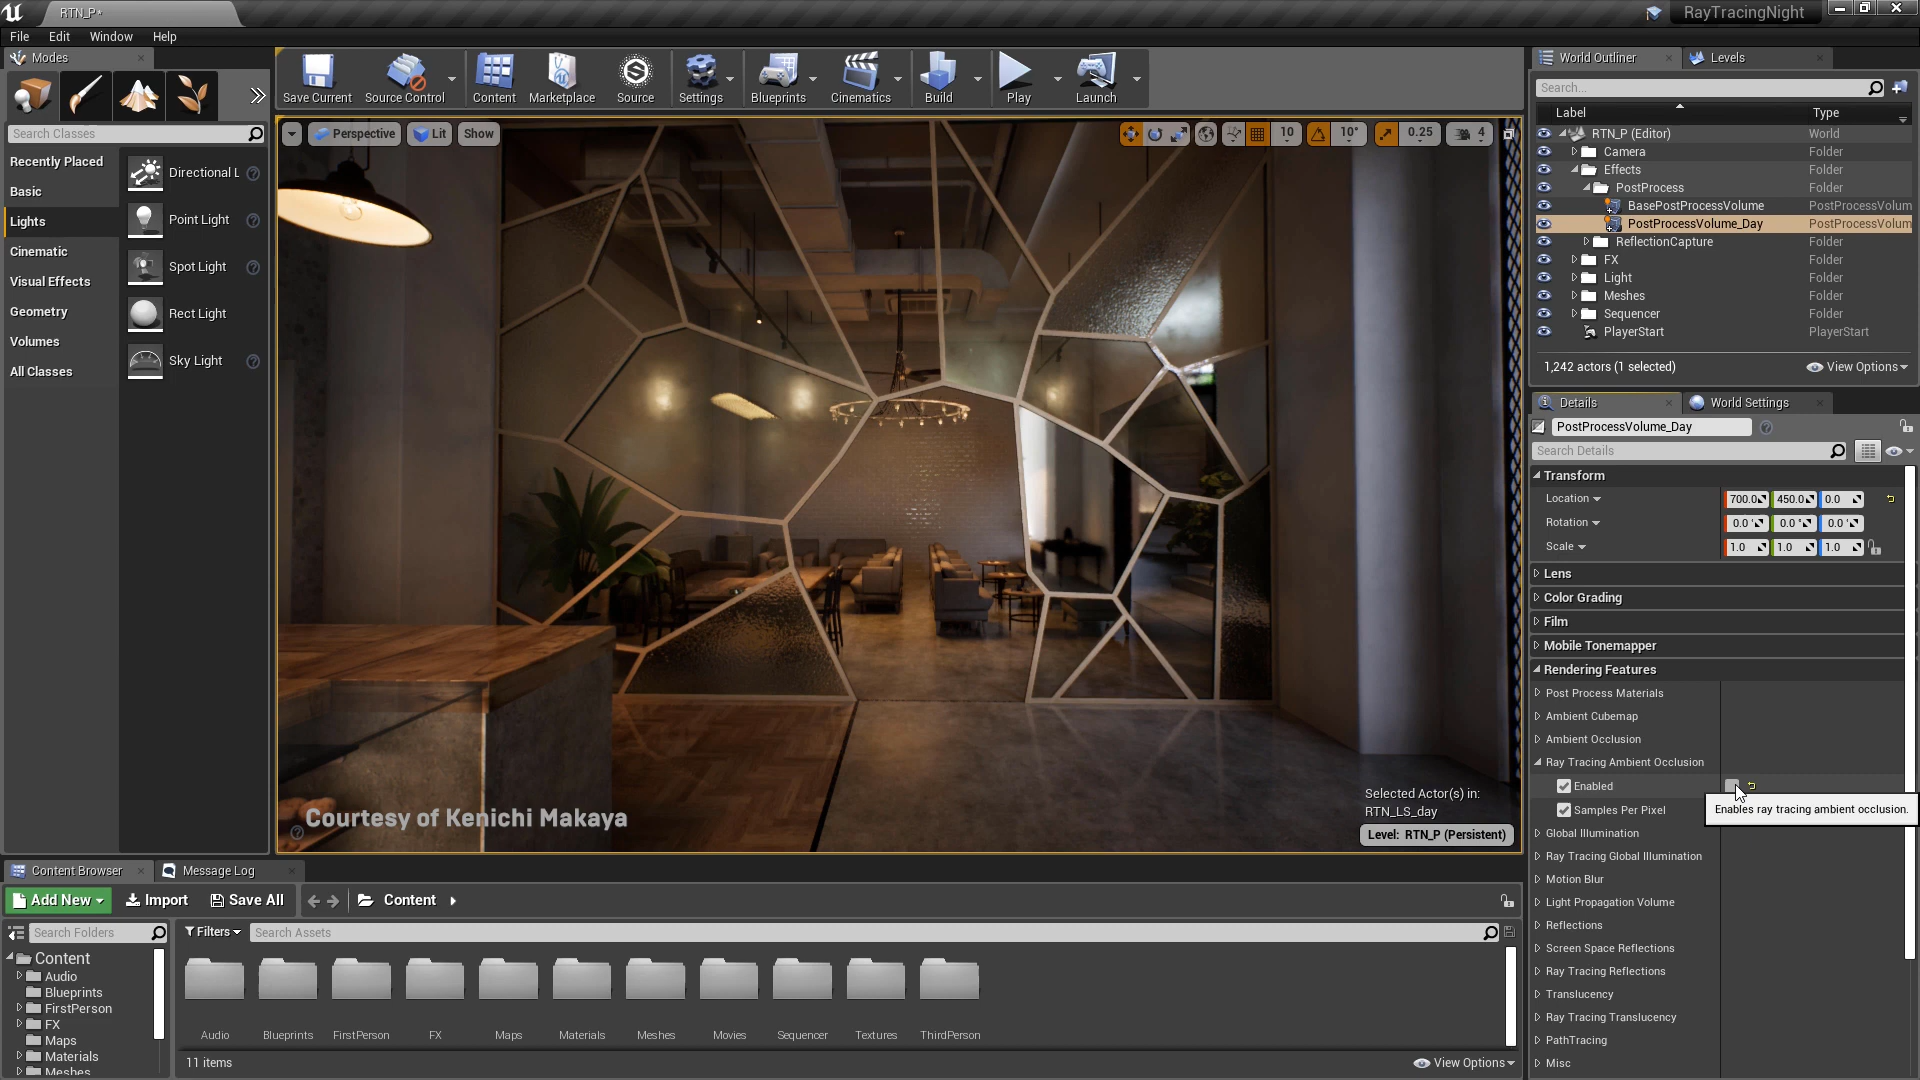 RTN_P*
RayTracingNight
File Edit Window Help
Modes
Search Classes
Recently Placed
Basic
Lights
Cinematic
Visual Effects
Geometry
Volumes
All Classes
Directional L
Point Light
Spot Light
Rect Light
Sky Light
Save Current
Source Control
Content
Marketplace
Source
Settings
Blueprints
Cinematics
Build
Play
Launch
Perspective Lit Show
10 10° 0.25 4
Courtesy of Kenichi Makaya
Selected Actor(s) in:
RTN_LS_day
Level: RTN_P (Persistent)
World Outliner
Levels
Search...
Label Type
RTN_P (Editor) World
Camera Folder
Effects Folder
PostProcess Folder
BasePostProcessVolume PostProcessVolum
PostProcessVolume_Day PostProcessVolum
ReflectionCapture Folder
FX Folder
Light Folder
Meshes Folder
Sequencer Folder
PlayerStart PlayerStart
1,242 actors (1 selected)
View Options
Details
World Settings
PostProcessVolume_Day
Search Details
Transform
Location 700.0 450.0 0.0
Rotation 0.0 ° 0.0 ° 0.0 °
Scale 1.0 1.0 1.0
Lens
Color Grading
Film
Mobile Tonemapper
Rendering Features
Post Process Materials
Ambient Cubemap
Ambient Occlusion
Ray Tracing Ambient Occlusion
Enabled
Enables ray tracing ambient occlusion.
Samples Per Pixel
Global Illumination
Ray Tracing Global Illumination
Motion Blur
Light Propagation Volume
Reflections
Screen Space Reflections
Ray Tracing Reflections
Translucency
Ray Tracing Translucency
PathTracing
Misc
Content Browser
Message Log
Add New Import Save All Content
Search Folders
Content
Audio
Blueprints
FirstPerson
FX
Maps
Materials
Meshes
Filters Search Assets
Audio Blueprints FirstPerson FX Maps Materials Meshes Movies Sequencer Textures ThirdPerson
11 items
View Options